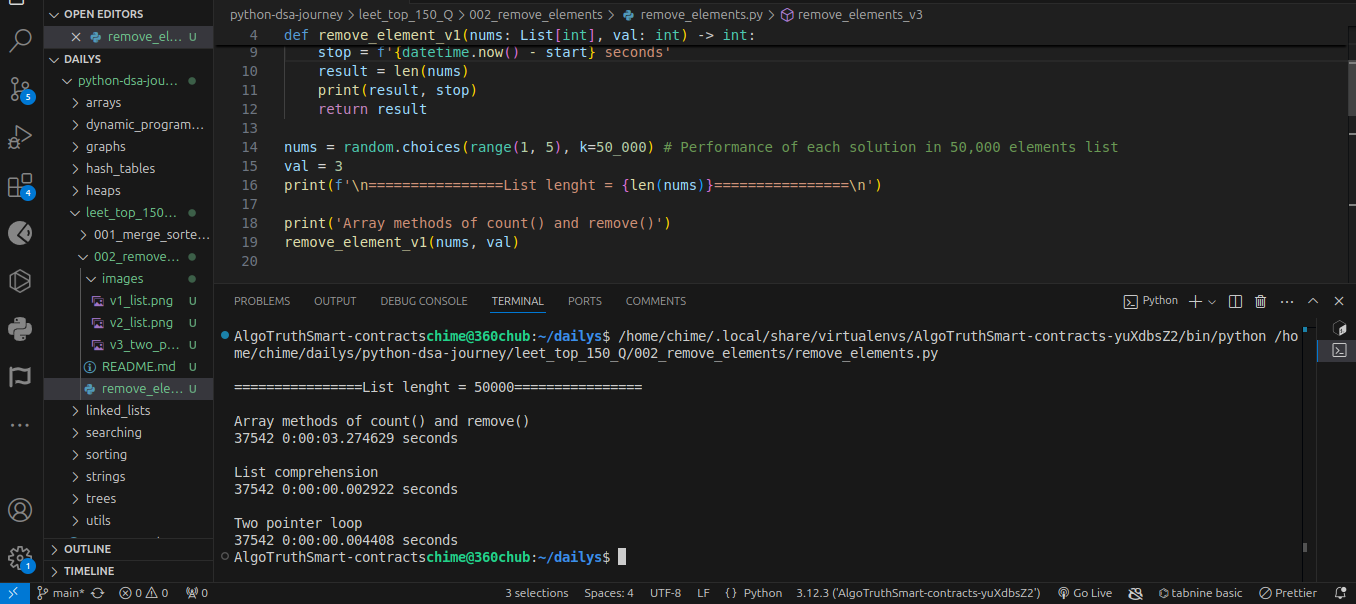 OPEN EDITORS
remove_el... U
DAILYS
python-dsa-jou...
arrays
dynamic_program...
graphs
hash_tables
heaps
leet_top_150...
001_merge_sorte...
002_remove...
images
v1_list.png U
v2_list.png U
v3_two_p... U
README.md U
remove_ele... U
linked_lists
searching
sorting
strings
trees
utils
OUTLINE
TIMELINE
5
4
1
python-dsa-journey > leet_top_150_Q > 002_remove_elements > remove_elements.py > remove_elements_v3
4 def remove_element_v1(nums: List[int], val: int) -> int:
9 stop = f'{datetime.now() - start} seconds'
10 result = len(nums)
11 print(result, stop)
12 return result
13
14 nums = random.choices(range(1, 5), k=50_000) # Performance of each solution in 50,000 elements list
15 val = 3
16 print(f'\n================List lenght = {len(nums)}================\n')
17
18 print('Array methods of count() and remove()')
19 remove_element_v1(nums, val)
20
PROBLEMS OUTPUT DEBUG CONSOLE TERMINAL PORTS COMMENTS
Python
AlgoTruthSmart-contractschime@360chub:~/dailys$ /home/chime/.local/share/virtualenvs/AlgoTruthSmart-contracts-yuXdbsZ2/bin/python /ho
me/chime/dailys/python-dsa-journey/leet_top_150_Q/002_remove_elements/remove_elements.py
================List lenght = 50000================
Array methods of count() and remove()
37542 0:00:03.274629 seconds
List comprehension
37542 0:00:00.002922 seconds
Two pointer loop
37542 0:00:00.004408 seconds
AlgoTruthSmart-contractschime@360chub:~/dailys$
main* 0 0 0 3 selections Spaces: 4 UTF-8 LF {} Python 3.12.3 ('AlgoTruthSmart-contracts-yuXdbsZ2') Go Live tabnine basic Prettier